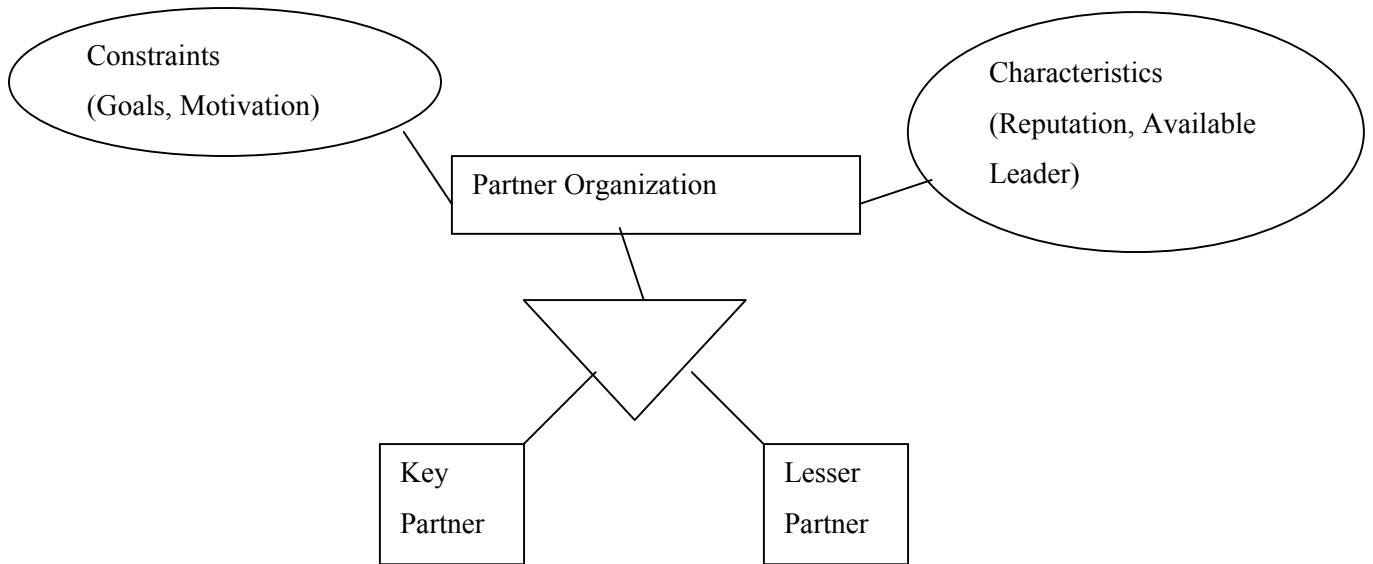 Constraints
(Goals, Motivation)
Characteristics
(Reputation, Available
Leader)
Partner Organization
Key
Partner
Lesser
Partner